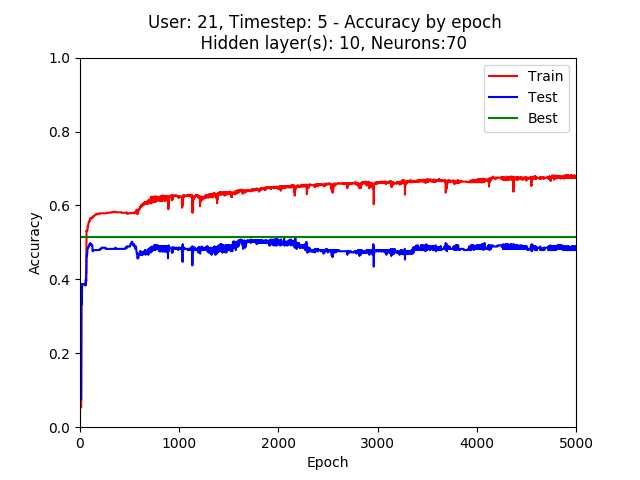 User: 21, Timestep: 5 - Accuracy by epoch
Hidden layer(s): 10, Neurons:70
1.0
0.8
0.6
0.4
0.2
0.0
Accuracy
Train
Test
Best
0
1000
2000
3000
4000
5000
Epoch